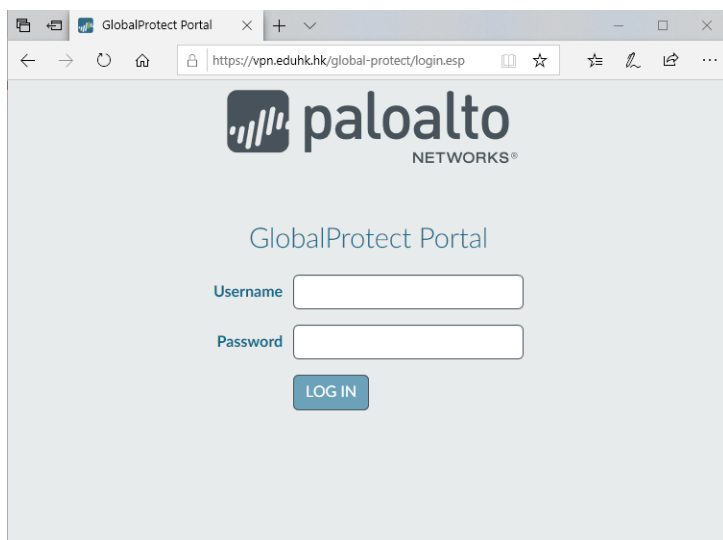 GlobalProtect Portal
https://vpn.eduhk.hk/global-protect/login.esp
paloalto
NETWORKS®
GlobalProtect Portal
Username
Password
LOG IN